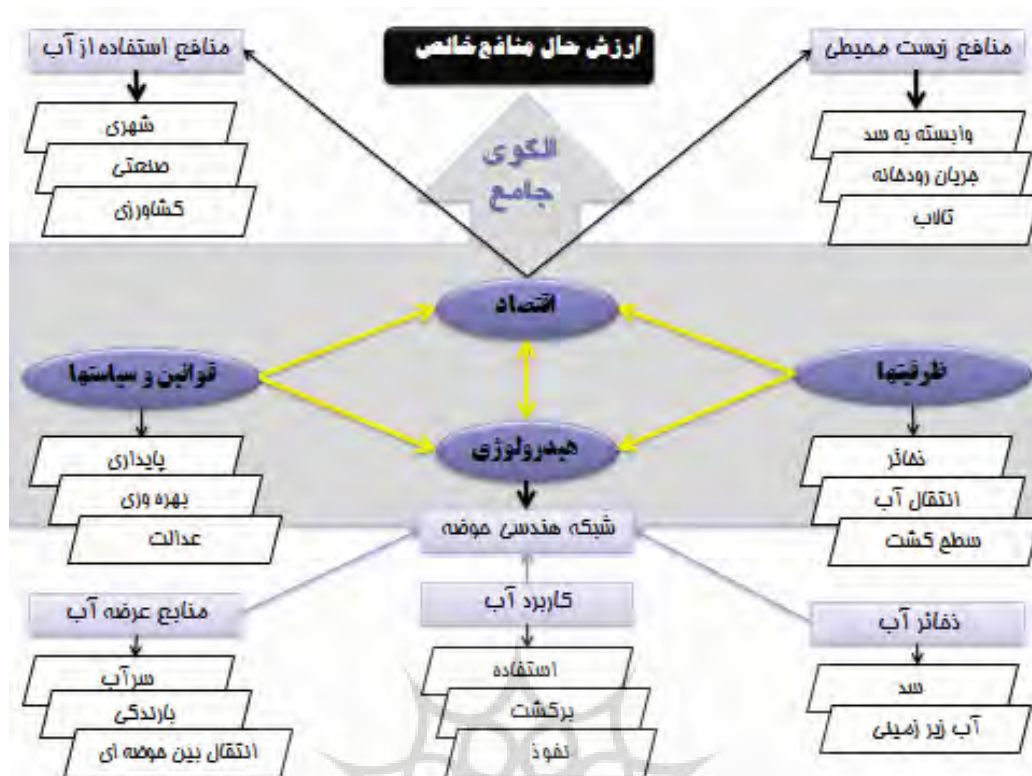 ارزش حال منافع خالص
منافع زیست محیطی
وابسته به سد
جریان رودخانه
تالاب
منافع استفاده از آب
شهری
صنعتی
کشاورزی
الگوی
جامع
اقتصاد
ظرفیتها
ذخائر
انتقال آب
سطح کشت
قوانین و سیاستها
پایداری
بهره وری
عدالت
هیدرولوژی
شبکه هندسی حوضه
ذخائر آب
سد
آب زیر زمینی
کاربرد آب
استفاده
برگشت
نفوذ
منابع عرضه آب
سرآب
بارندگی
انتقال بین حوضه ای